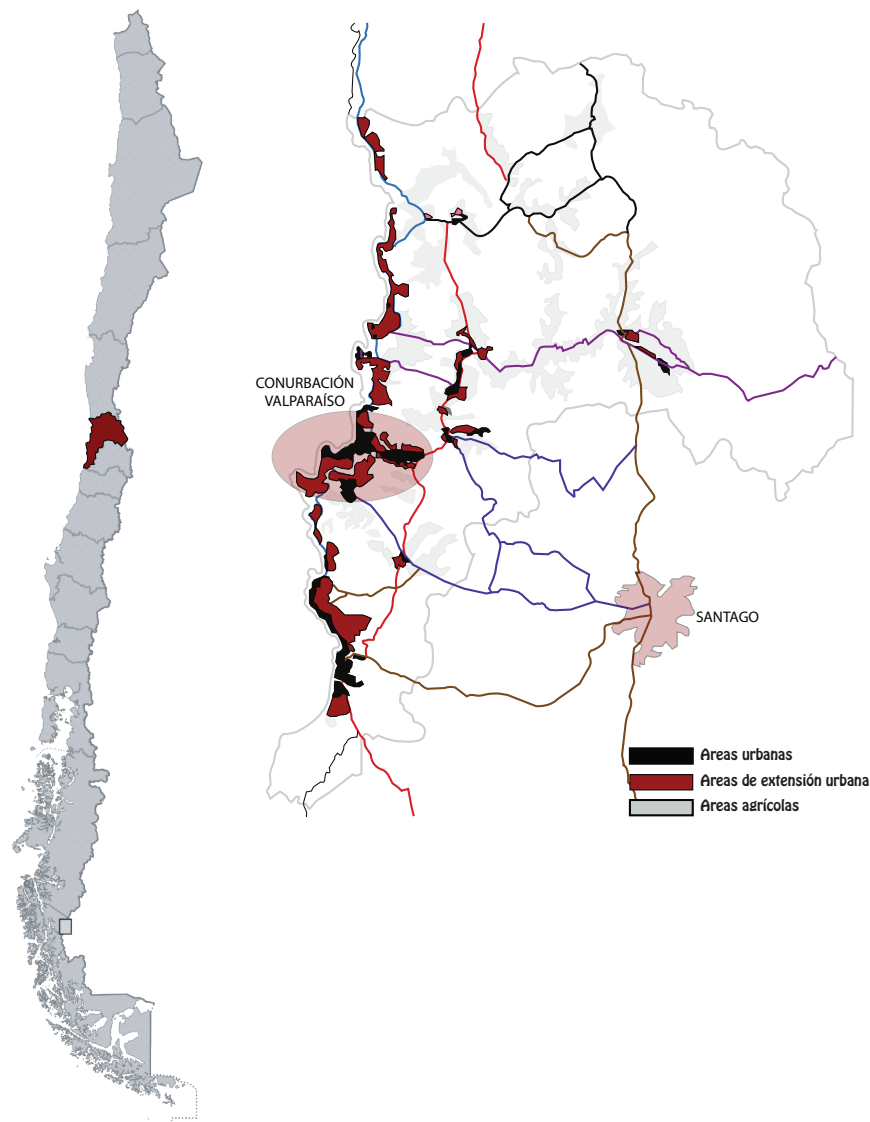 CONURBACIÓN
VALPARAÍSO
SANTAGO
Areas urbanas
Areas de extensión urbana
Areas agrícolas